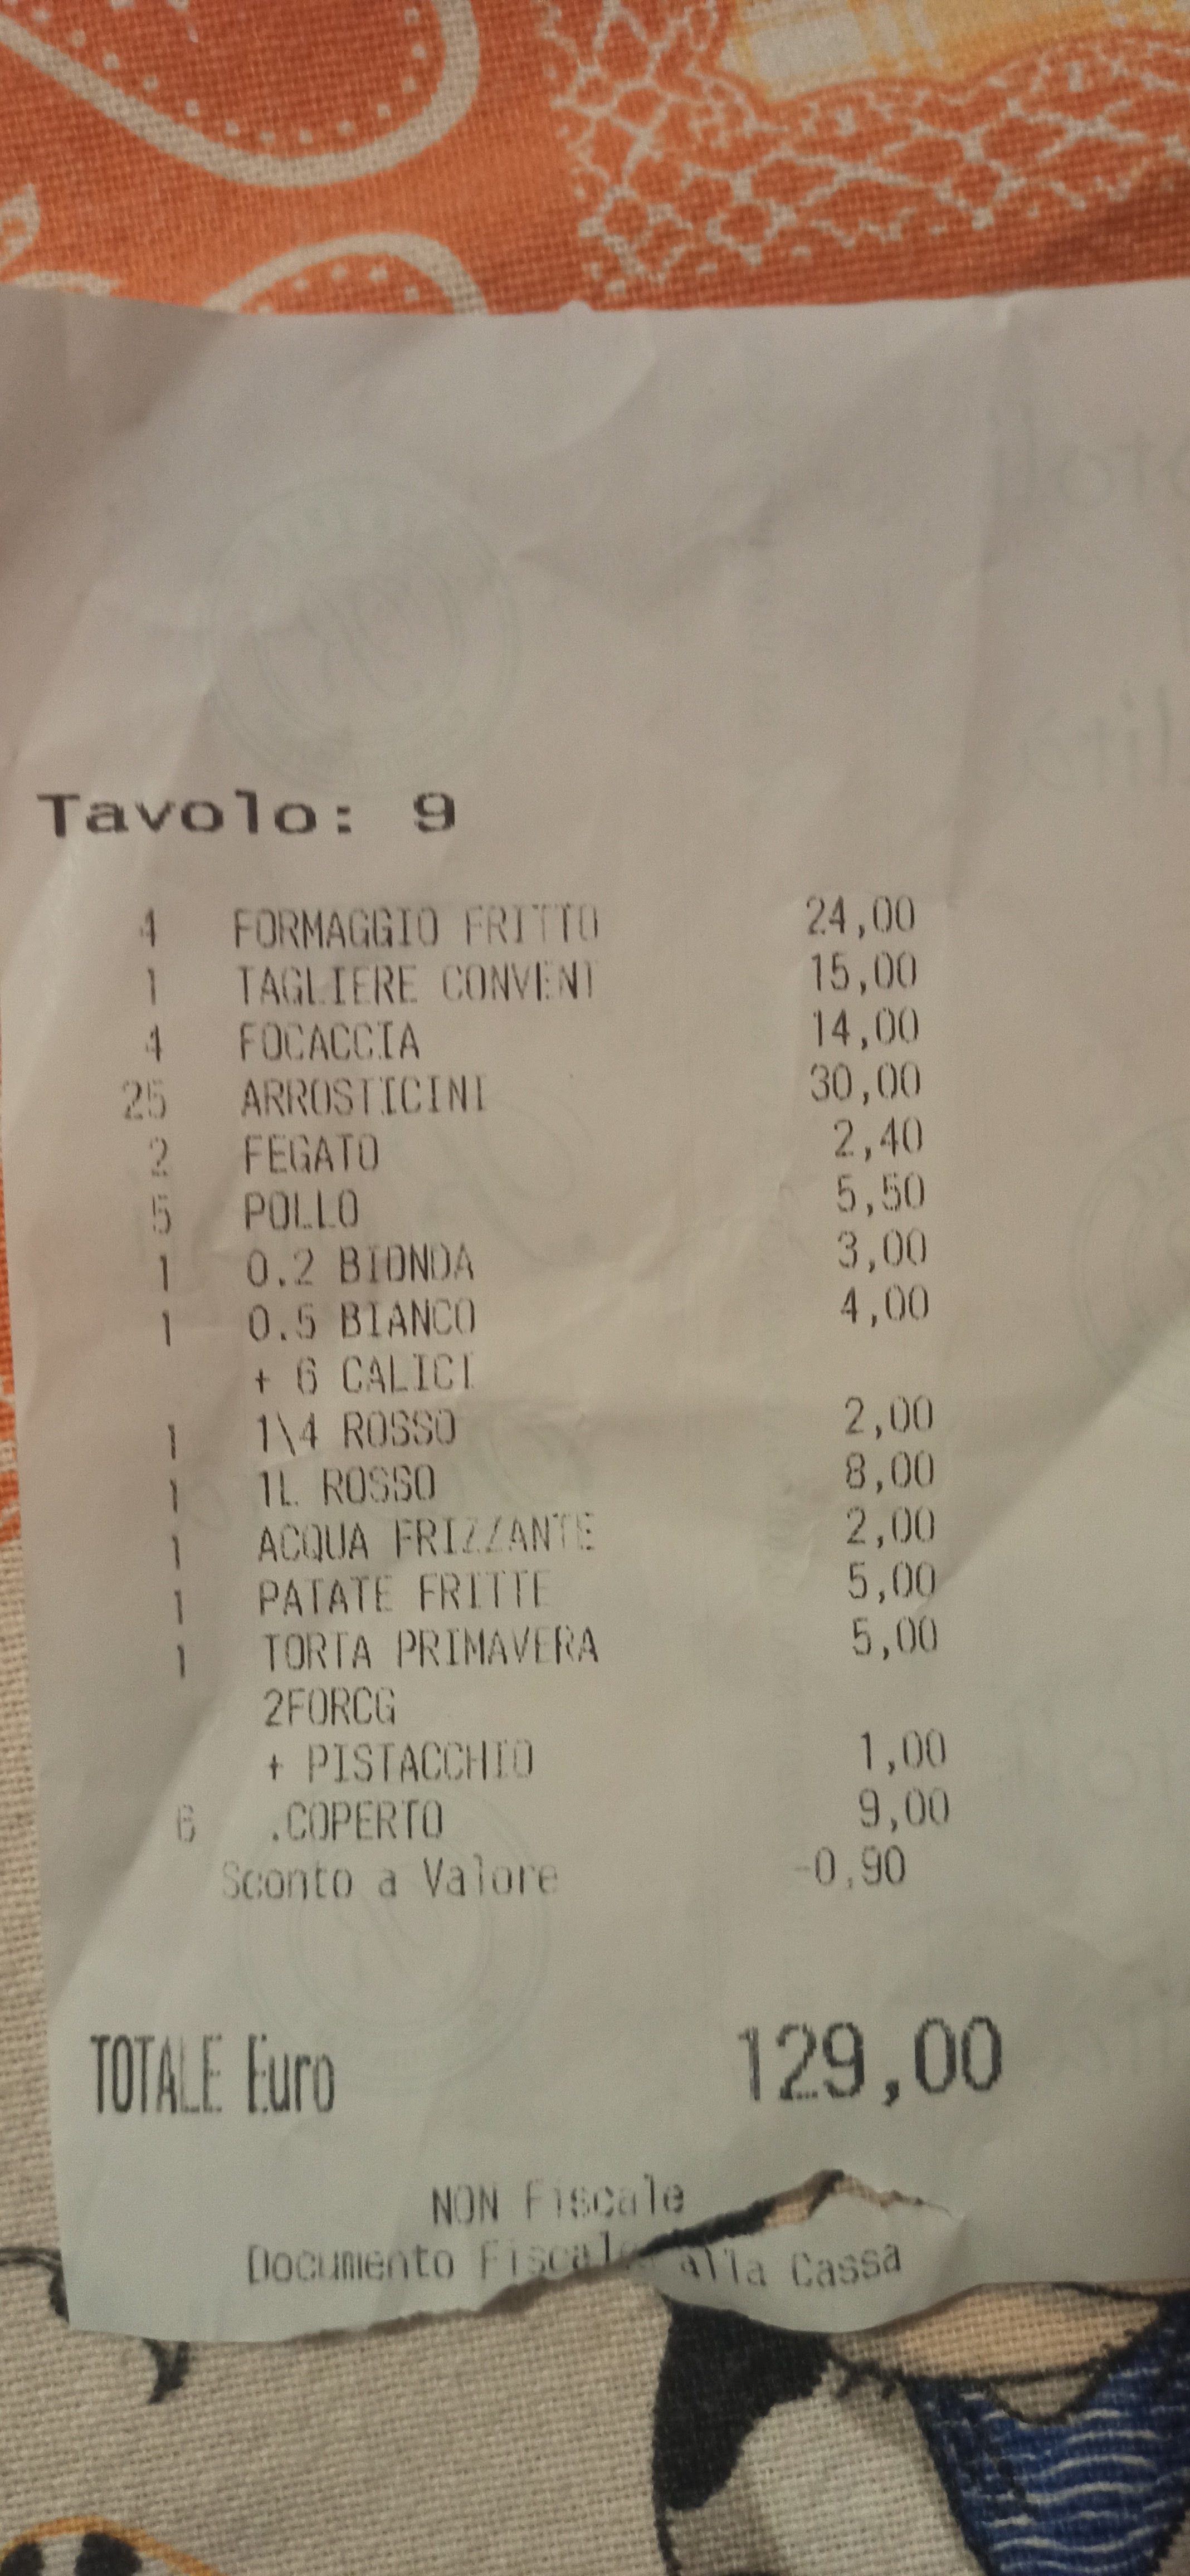 Tavolo: 9
4 FORMAGGIO FRITTO 24,00
1 TAGLIERE CONVENT 15,00
4 FOCACCIA 14,00
25 ARROSTICINI 30,00
2 FEGATO 2,40
5 POLLO 5,50
1 0.2 BIONDA 3,00
1 0.5 BIANCO 4,00
+ 6 CALICI
1 1\4 ROSSO 2,00
1 1L ROSSO 8,00
1 ACQUA FRIZZANTE 2,00
1 PATATE FRITTE 5,00
1 TORTA PRIMAVERA 5,00
2FORCG
+ PISTACCHIO 1,00
6 .COPERTO 9,00
Sconto a Valore -0,90
TOTALE Euro 129,00
NON Fiscale
Documento Fiscale alla Cassa